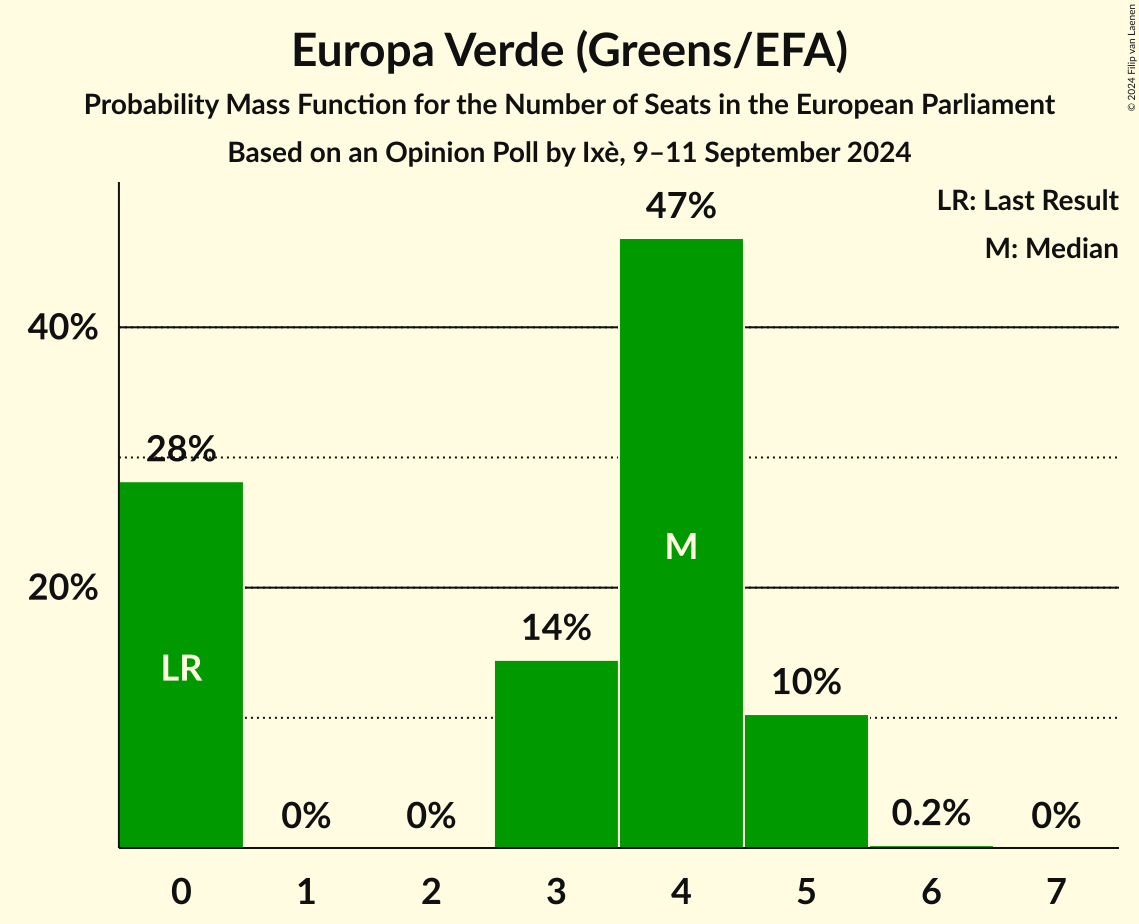 Europa Verde (Greens/EFA)
Probability Mass Function for the Number of Seats in the European Parliament
Based on an Opinion Poll by Ixè, 9–11 September 2024
© 2024 Filip van Laenen
LR: Last Result
M: Median
47%
40%
28%
M
20%
14%
LR
10%
0%
0%
0.2%
0%
0 1 2 3 4 5 6 7